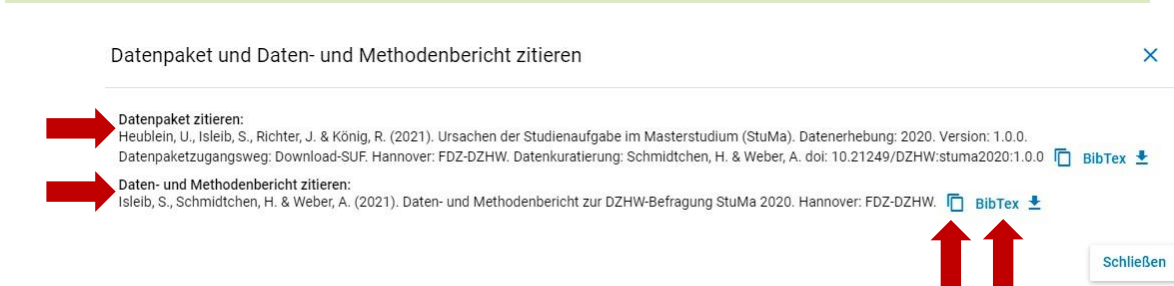 Datenpaket und Daten- und Methodenbericht zitieren
Datenpaket zitieren:
Heublein, U., Isleib, S., Richter, J. & König, R. (2021). Ursachen der Studienaufgabe im Masterstudium (StuMa). Datenerhebung: 2020. Version: 1.0.0.
Datenpaketzugangsweg: Download-SUF. Hannover: FDZ-DZHW. Datenkuratierung: Schmidtchen, H. & Weber, A. doi: 10.21249/DZHW:stuma2020:1.0.0 BibTex
Daten- und Methodenbericht zitieren:
Isleib, S., Schmidtchen, H. & Weber, A. (2021). Daten- und Methodenbericht zur DZHW-Befragung StuMa 2020. Hannover: FDZ-DZHW. BibTex
Schließen